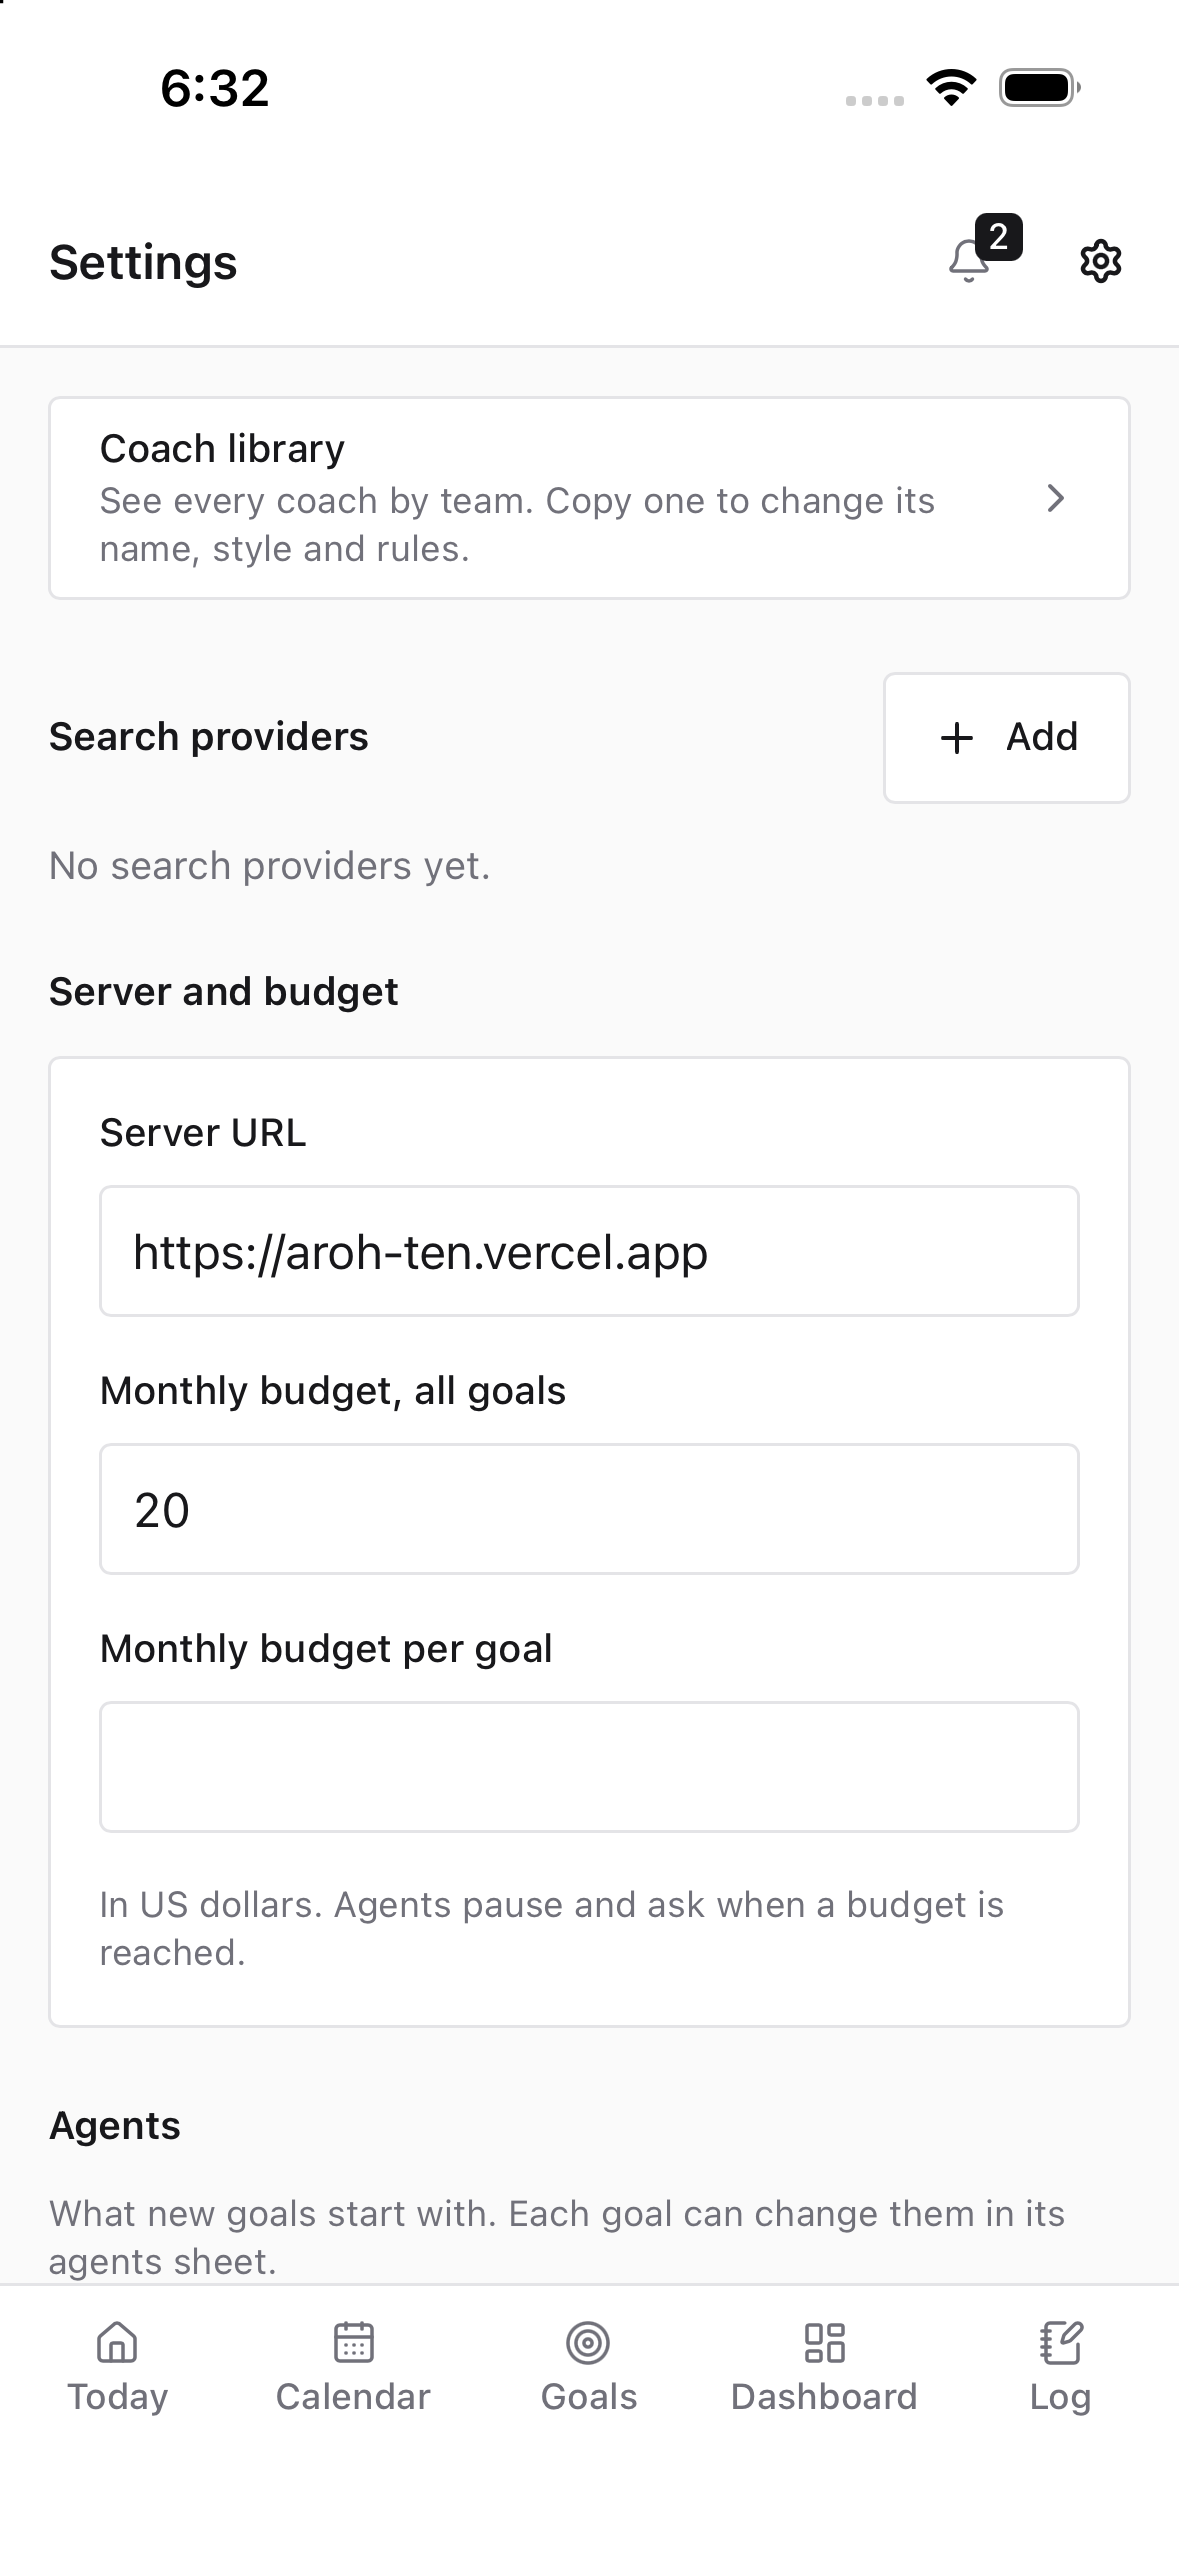 6:32
Settings
2
Coach library
See every coach by team. Copy one to change its
name, style and rules.
Search providers
Add
No search providers yet.
Server and budget
Server URL
https://aroh-ten.vercel.app
Monthly budget, all goals
20
Monthly budget per goal
In US dollars. Agents pause and ask when a budget is
reached.
Agents
What new goals start with. Each goal can change them in its
agents sheet.
Today
Calendar
Goals
Dashboard
Log